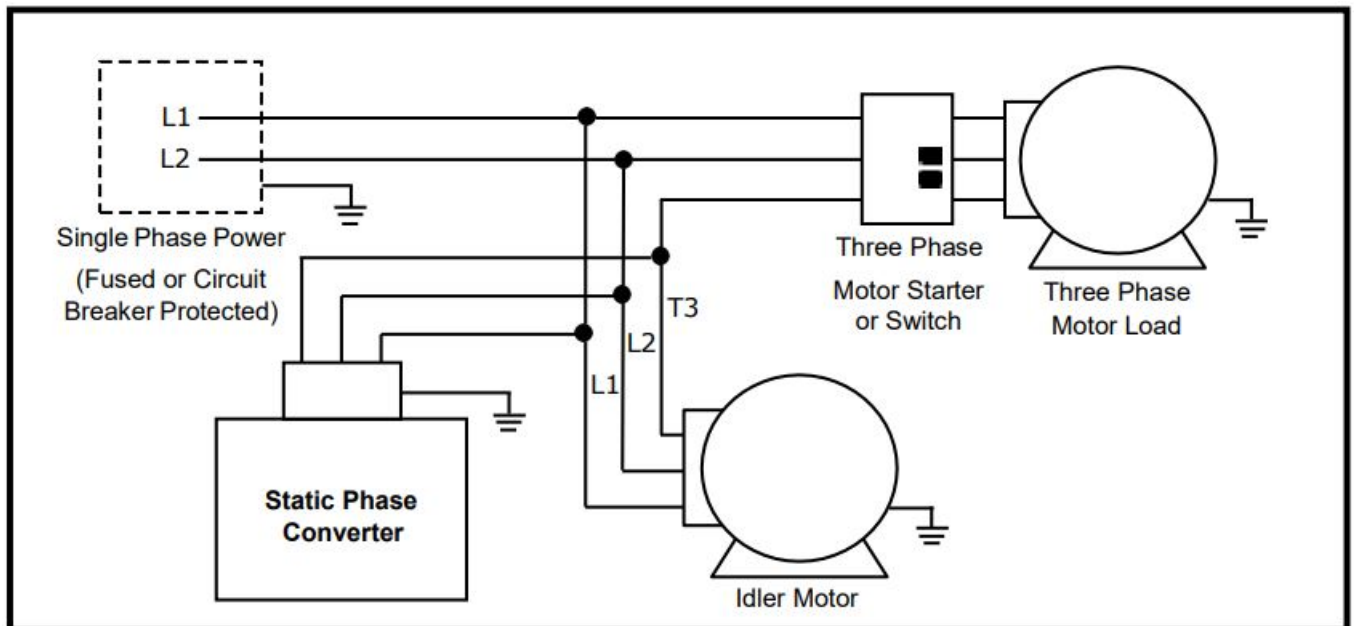 L1
L2
Single Phase Power
(Fused or Circuit
Breaker Protected)
Three Phase
Motor Starter
or Switch
Three Phase
Motor Load
T3
L2
L1
Static Phase
Converter
Idler Motor